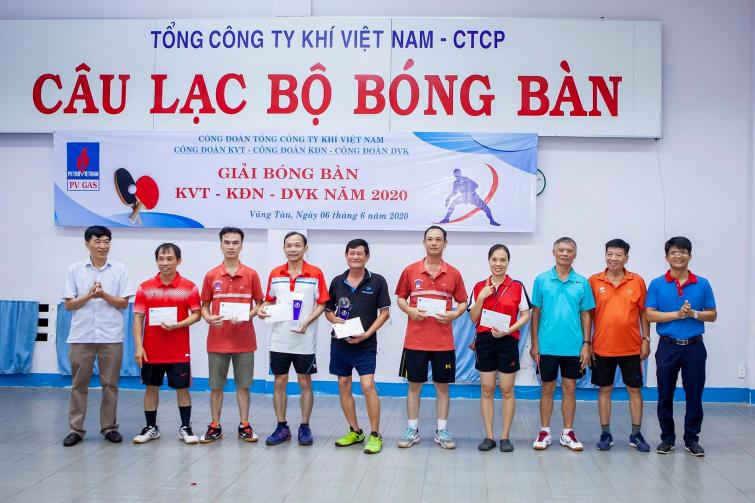 TỔNG CÔNG TY KHÍ VIỆT NAM - CTCP
CÂU LẠC BỘ BÓNG BÀN
CÔNG ĐOÀN TỔNG CÔNG TY KHÍ VIỆT NAM
CÔNG ĐOÀN KVT - CÔNG ĐOÀN KĐN - CÔNG ĐOÀN DVK
GIẢI BÓNG BÀN
KVT - KĐN - DVK NĂM 2020
Vũng Tàu, Ngày 06 tháng 6 năm 2020
PETROVIETNAM
PV GAS